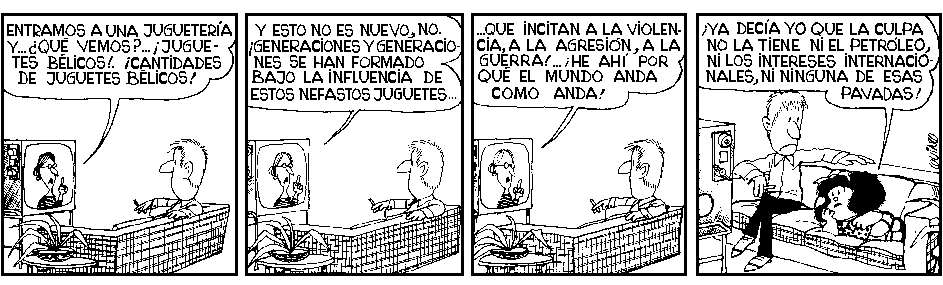 ENTRAMOS A UNA JUGUETERÍA
Y...¿QUÉ VEMOS?...¡JUGUE-
TES BÉLICOS!. ¡CANTIDADES
DE JUGUETES BÉLICOS!
Y ESTO NO ES NUEVO, NO.
¡GENERACIONES Y GENERACIO-
NES SE HAN FORMADO
BAJO LA INFLUENCIA DE
ESTOS NEFASTOS JUGUETES...
...QUE INCITAN A LA VIOLEN-
CIA, A LA AGRESIÓN, A LA
GUERRA!...¡HE AHÍ POR
QUÉ EL MUNDO ANDA
COMO ANDA!
¡YA DECÍA YO QUE LA CULPA
NO LA TIENE NI EL PETRÓLEO,
NI LOS INTERESES INTERNACIO-
NALES, NI NINGUNA DE ESAS
PAVADAS!
QUINO